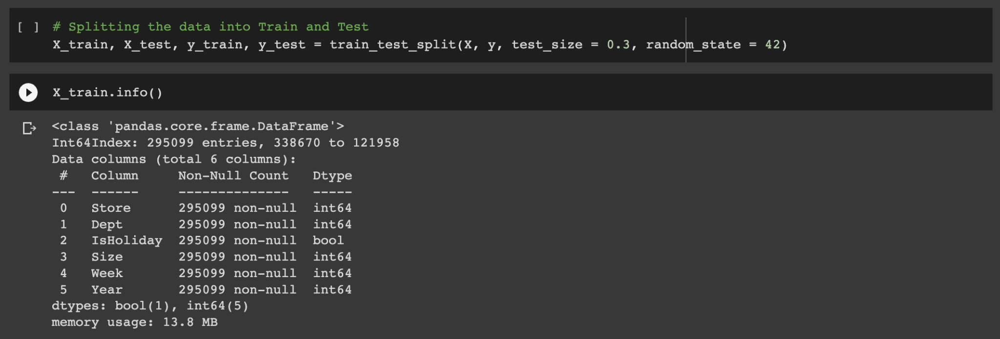 [ ] # Splitting the data into Train and Test
X_train, X_test, y_train, y_test = train_test_split(X, y, test_size = 0.3, random_state = 42)
X_train.info()
<class 'pandas.core.frame.DataFrame'>
Int64Index: 295099 entries, 338670 to 121958
Data columns (total 6 columns):
 #   Column     Non-Null Count   Dtype
---  ------     --------------   -----
 0   Store      295099 non-null  int64
 1   Dept       295099 non-null  int64
 2   IsHoliday  295099 non-null  bool
 3   Size       295099 non-null  int64
 4   Week       295099 non-null  int64
 5   Year       295099 non-null  int64
dtypes: bool(1), int64(5)
memory usage: 13.8 MB